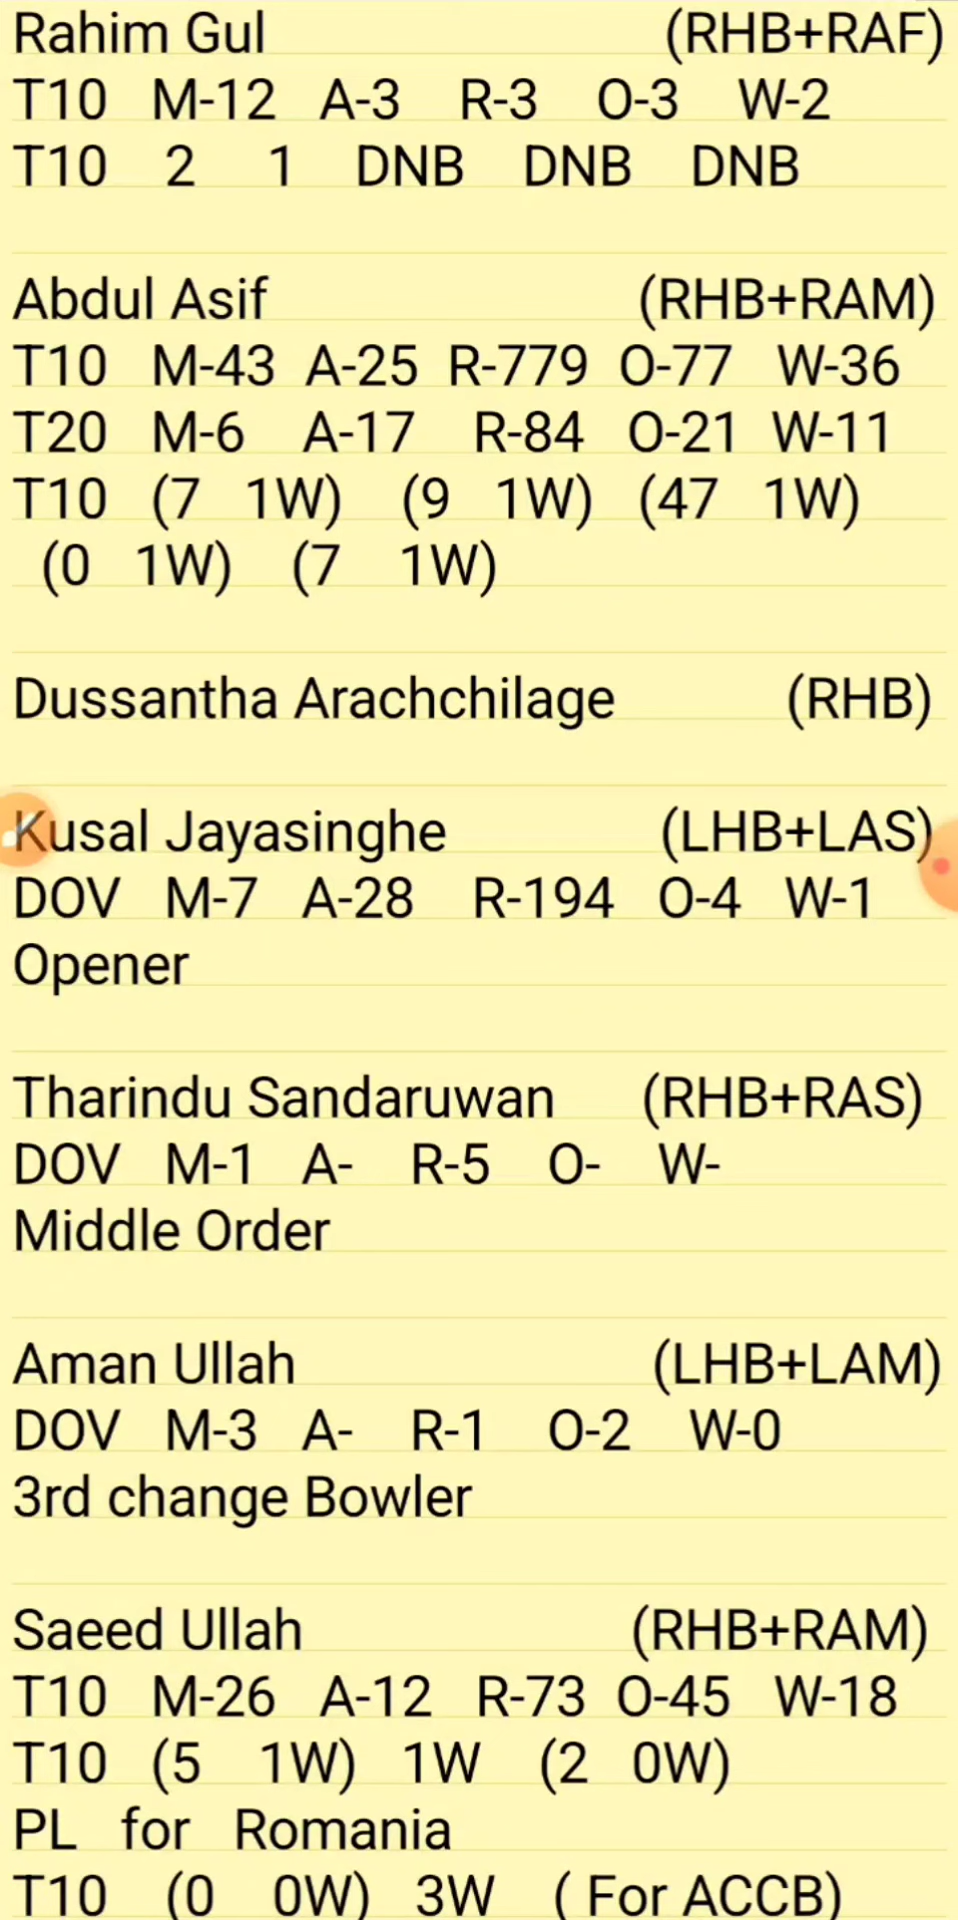 Rahim Gul (RHB+RAF)
T10 M-12 A-3 R-3 O-3 W-2
T10 2 1 DNB DNB DNB
Abdul Asif (RHB+RAM)
T10 M-43 A-25 R-779 O-77 W-36
T20 M-6 A-17 R-84 O-21 W-11
T10 (7 1W) (9 1W) (47 1W)
(0 1W) (7 1W)
Dussantha Arachchilage (RHB)
Kusal Jayasinghe (LHB+LAS)
DOV M-7 A-28 R-194 O-4 W-1
Opener
Tharindu Sandaruwan (RHB+RAS)
DOV M-1 A- R-5 O- W-
Middle Order
Aman Ullah (LHB+LAM)
DOV M-3 A- R-1 O-2 W-0
3rd change Bowler
Saeed Ullah (RHB+RAM)
T10 M-26 A-12 R-73 O-45 W-18
T10 (5 1W) 1W (2 0W)
PL for Romania
T10 (0 0W) 3W ( For ACCB)